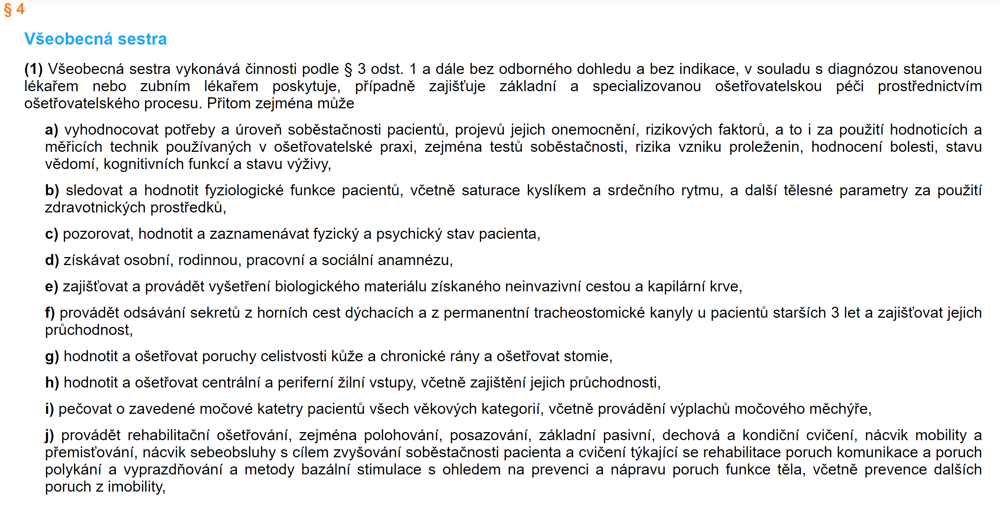 § 4
Všeobecná sestra
(1) Všeobecná sestra vykonává činnosti podle § 3 odst. 1 a dále bez odborného dohledu a bez indikace, v souladu s diagnózou stanovenou
lékařem nebo zubním lékařem poskytuje, případně zajišťuje základní a specializovanou ošetřovatelskou péči prostřednictvím
ošetřovatelského procesu. Přitom zejména může
a) vyhodnocovat potřeby a úroveň soběstačnosti pacientů, projevů jejich onemocnění, rizikových faktorů, a to i za použití hodnoticích a
měřicích technik používaných v ošetřovatelské praxi, zejména testů soběstačnosti, rizika vzniku proleženin, hodnocení bolesti, stavu
vědomí, kognitivních funkcí a stavu výživy,
b) sledovat a hodnotit fyziologické funkce pacientů, včetně saturace kyslíkem a srdečního rytmu, a další tělesné parametry za použití
zdravotnických prostředků,
c) pozorovat, hodnotit a zaznamenávat fyzický a psychický stav pacienta,
d) získávat osobní, rodinnou, pracovní a sociální anamnézu,
e) zajišťovat a provádět vyšetření biologického materiálu získaného neinvazivní cestou a kapilární krve,
f) provádět odsávání sekretů z horních cest dýchacích a z permanentní tracheostomické kanyly u pacientů starších 3 let a zajišťovat jejich
průchodnost,
g) hodnotit a ošetřovat poruchy celistvosti kůže a chronické rány a ošetřovat stomie,
h) hodnotit a ošetřovat centrální a periferní žilní vstupy, včetně zajištění jejich průchodnosti,
i) pečovat o zavedené močové katetry pacientů všech věkových kategorií, včetně provádění výplachů močového měchýře,
j) provádět rehabilitační ošetřování, zejména polohování, posazování, základní pasivní, dechová a kondiční cvičení, nácvik mobility a
přemisťování, nácvik sebeobsluhy s cílem zvyšování soběstačnosti pacienta a cvičení týkající se rehabilitace poruch komunikace a poruch
polykání a vyprazdňování a metody bazální stimulace s ohledem na prevenci a nápravu poruch funkce těla, včetně prevence dalších
poruch z imobility,